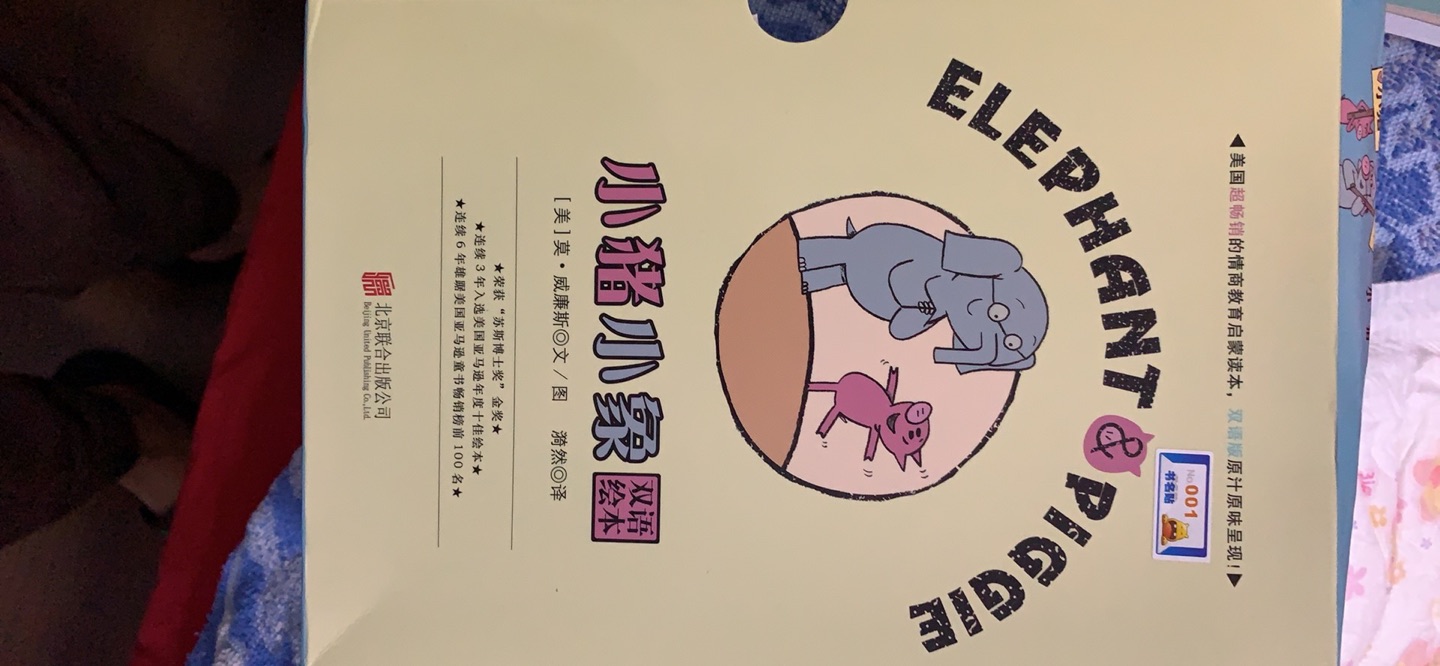 ◀美国超畅销的情商教育启蒙读本，双语版原汁原味呈现!▶
ELEPHANT & PIGGIE
No.001
书名贴
小猪小象 双语绘本
[美]莫·威廉斯◎文/图 漪然◎译
★荣获“苏斯博士奖”金奖★
★连续3年入选美国亚马逊年度十佳绘本★
★连续6年雄踞美国亚马逊童书畅销榜前100名★
北京联合出版公司
Beijing United Publishing Co.,Ltd.